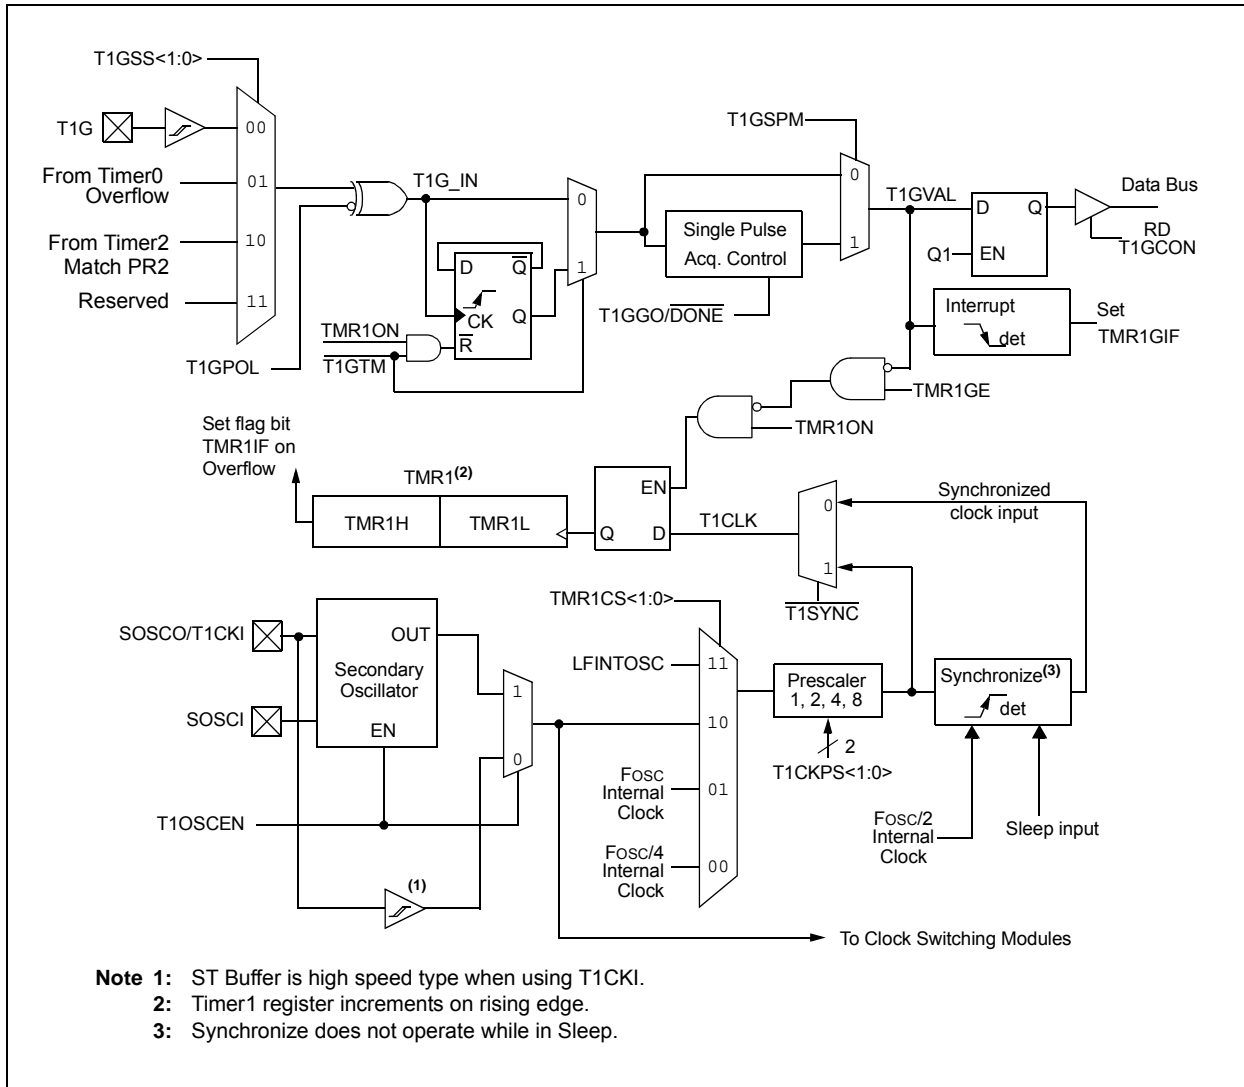 T1GSS<1:0>
T1G
00
From Timer0
Overflow
01
From Timer2
Match PR2
10
Reserved
11
T1GPOL
T1G_IN
D
Q
CK
Q
R
TMR1ON
T1GTM
0
1
T1GSPM
0
1
Single Pulse
Acq. Control
T1GGO/DONE
T1GVAL
D
Q
Q1
EN
Data Bus
RD
T1GCON
Interrupt
det
Set
TMR1GIF
TMR1GE
TMR1ON
Set flag bit
TMR1IF on
Overflow
TMR1(2)
TMR1H
TMR1L
EN
Q
D
T1CLK
0
1
T1SYNC
Synchronized
clock input
SOSCO/T1CKI
OUT
Secondary
Oscillator
SOSCI
EN
T1OSCEN
(1)
1
0
TMR1CS<1:0>
LFINTOSC
11
10
FOSC
Internal
Clock
01
FOSC/4
Internal
Clock
00
Prescaler
1, 2, 4, 8
2
T1CKPS<1:0>
Synchronize(3)
det
FOSC/2
Internal
Clock
Sleep input
To Clock Switching Modules
Note 1: ST Buffer is high speed type when using T1CKI.
2: Timer1 register increments on rising edge.
3: Synchronize does not operate while in Sleep.